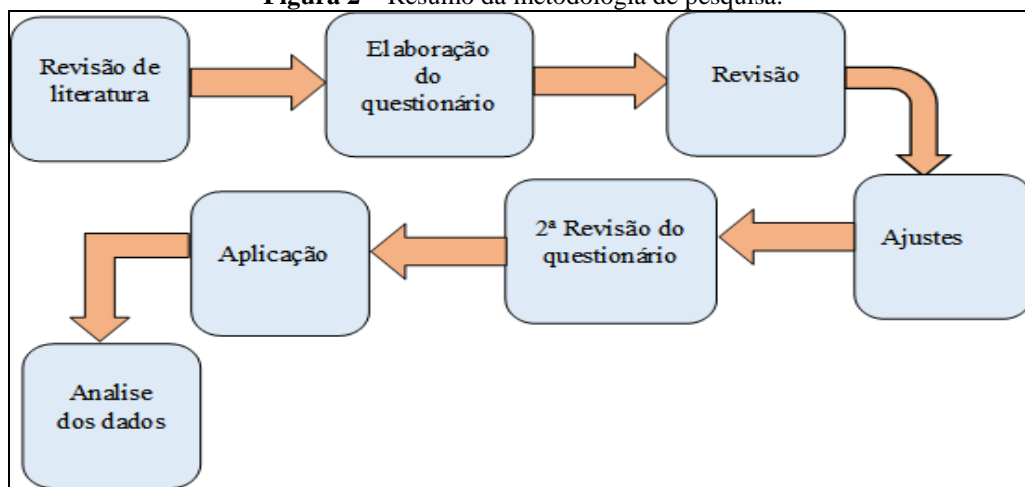 Figura 2 – Resumo da metodologia de pesquisa.
Revisão de
literatura
Elaboração
do
questionário
Revisão
Ajustes
2ª Revisão do
questionário
Aplicação
Analise
dos dados